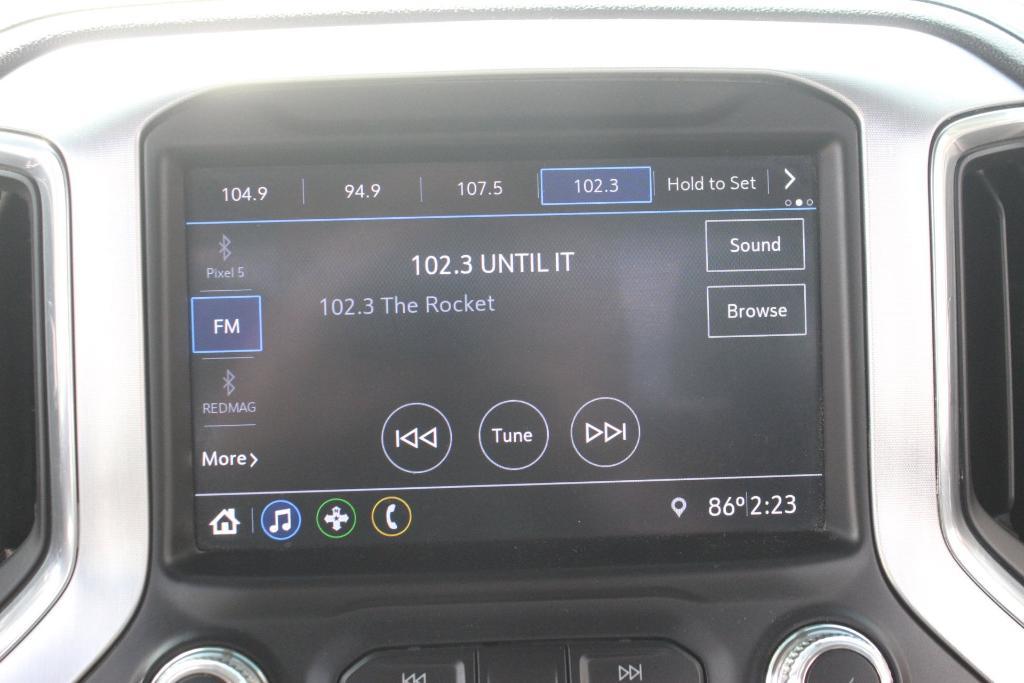 104.9 94.9 107.5 102.3 Hold to Set
Pixel 5
Sound
102.3 UNTIL IT
102.3 The Rocket
FM
Browse
REDMAG
Tune
More
86° 2:23